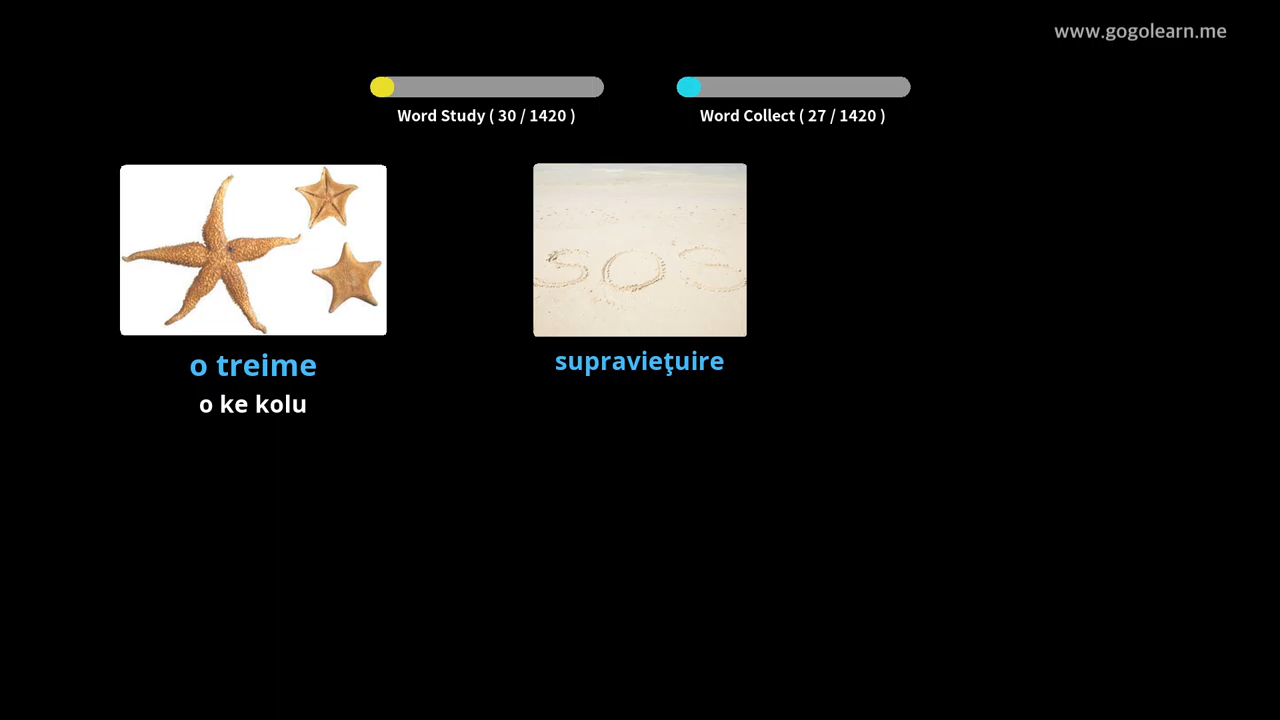 www.gogolearn.me
Word Study ( 30 / 1420 )
Word Collect ( 27 / 1420 )
SOS
o treime
o ke kolu
supravieţuire